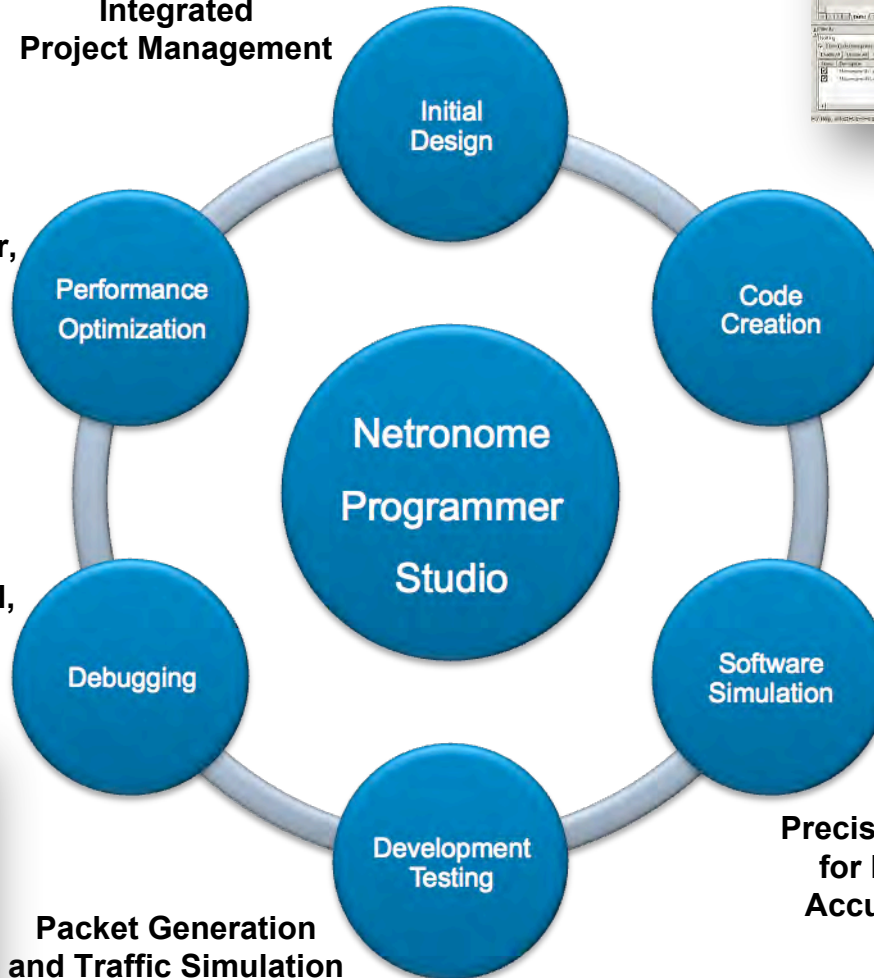 Integrated
Project Management
Initial
Design
Performance
Optimization
Code
Creation
Netronome
Programmer
Studio
Debugging
Software
Simulation
Development
Testing
for
Packet Generation
and Traffic Simulation